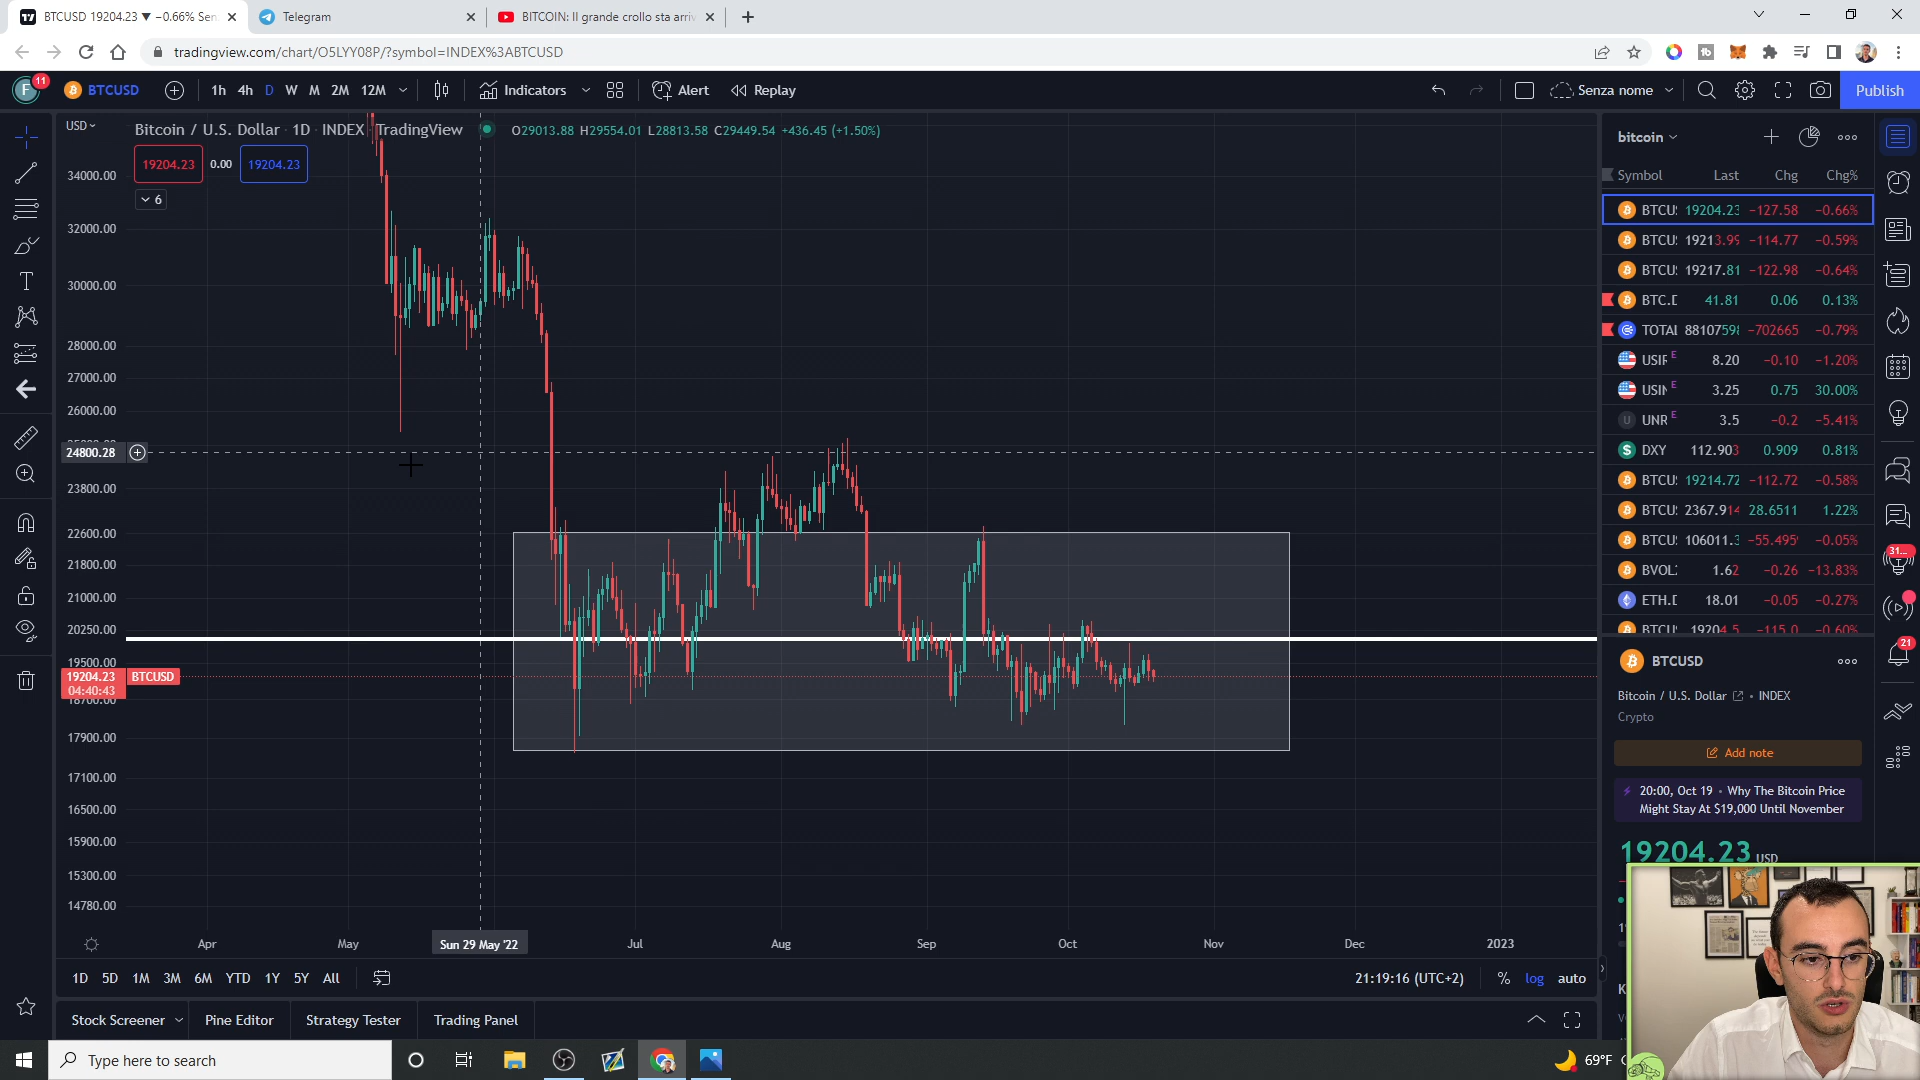 BTCUSD 19204.23 ▼ −0.66% Sen
Telegram
BITCOIN: Il grande crollo sta arriv
tradingview.com/chart/O5LYY08P/?symbol=INDEX%3ABTCUSD
F 11 BTCUSD 1h 4h D W M 2M 12M Indicators Alert Replay Senza nome Publish
USD Bitcoin / U.S. Dollar · 1D · INDEX · TradingView O29013.88 H29554.01 L28813.58 C29449.54 +436.45 (+1.50%)
19204.23 0.00 19204.23
6
34000.00
32000.00
30000.00
28000.00
27000.00
26000.00
24800.28
23800.00
22600.00
21800.00
21000.00
20250.00
19500.00
19204.23 BTCUSD
04:40:43
18700.00
17900.00
17100.00
16500.00
15900.00
15300.00
14780.00
Apr May Sun 29 May '22 Jul Aug Sep Oct Nov Dec 2023
1D 5D 1M 3M 6M YTD 1Y 5Y All 21:19:16 (UTC+2) % log auto
Stock Screener Pine Editor Strategy Tester Trading Panel
bitcoin
Symbol Last Chg Chg%
BTCU 19204.23 −127.58 −0.66%
BTCU 19213.99 −114.77 −0.59%
BTCU 19217.81 −122.98 −0.64%
BTC.D 41.81 0.06 0.13%
TOTAL 88107598 −702665 −0.79%
USIF E 8.20 −0.10 −1.20%
USIN E 3.25 0.75 30.00%
U UNR E 3.5 −0.2 −5.41%
DXY 112.903 0.909 0.81%
BTCU 19214.72 −112.72 −0.58%
BTCU 2367.914 28.6511 1.22%
BTCU 106011.3 −55.495 −0.05%
BVOL 1.62 −0.26 −13.83%
ETH.D 18.01 −0.05 −0.27%
BTCU 19204.5 −115.0 −0.60%
31...
21
BTCUSD
Bitcoin / U.S. Dollar • INDEX
Crypto
Add note
20:00, Oct 19 • Why The Bitcoin Price
Might Stay At $19,000 Until November
19204.23 USD
Type here to search
69°F